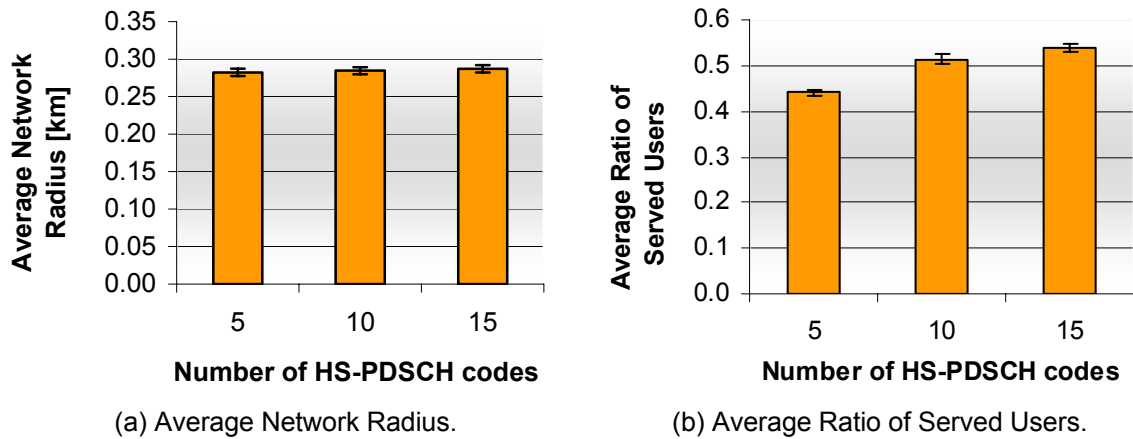 Average Network
Radius [km]
0.35
0.30
0.25
0.20
0.15
0.10
0.05
0.00
5 10 15
Number of HS-PDSCH codes
(a) Average Network Radius.
Average Ratio of
Served Users
0.6
0.5
0.4
0.3
0.2
0.1
0.0
5 10 15
Number of HS-PDSCH codes
(b) Average Ratio of Served Users.